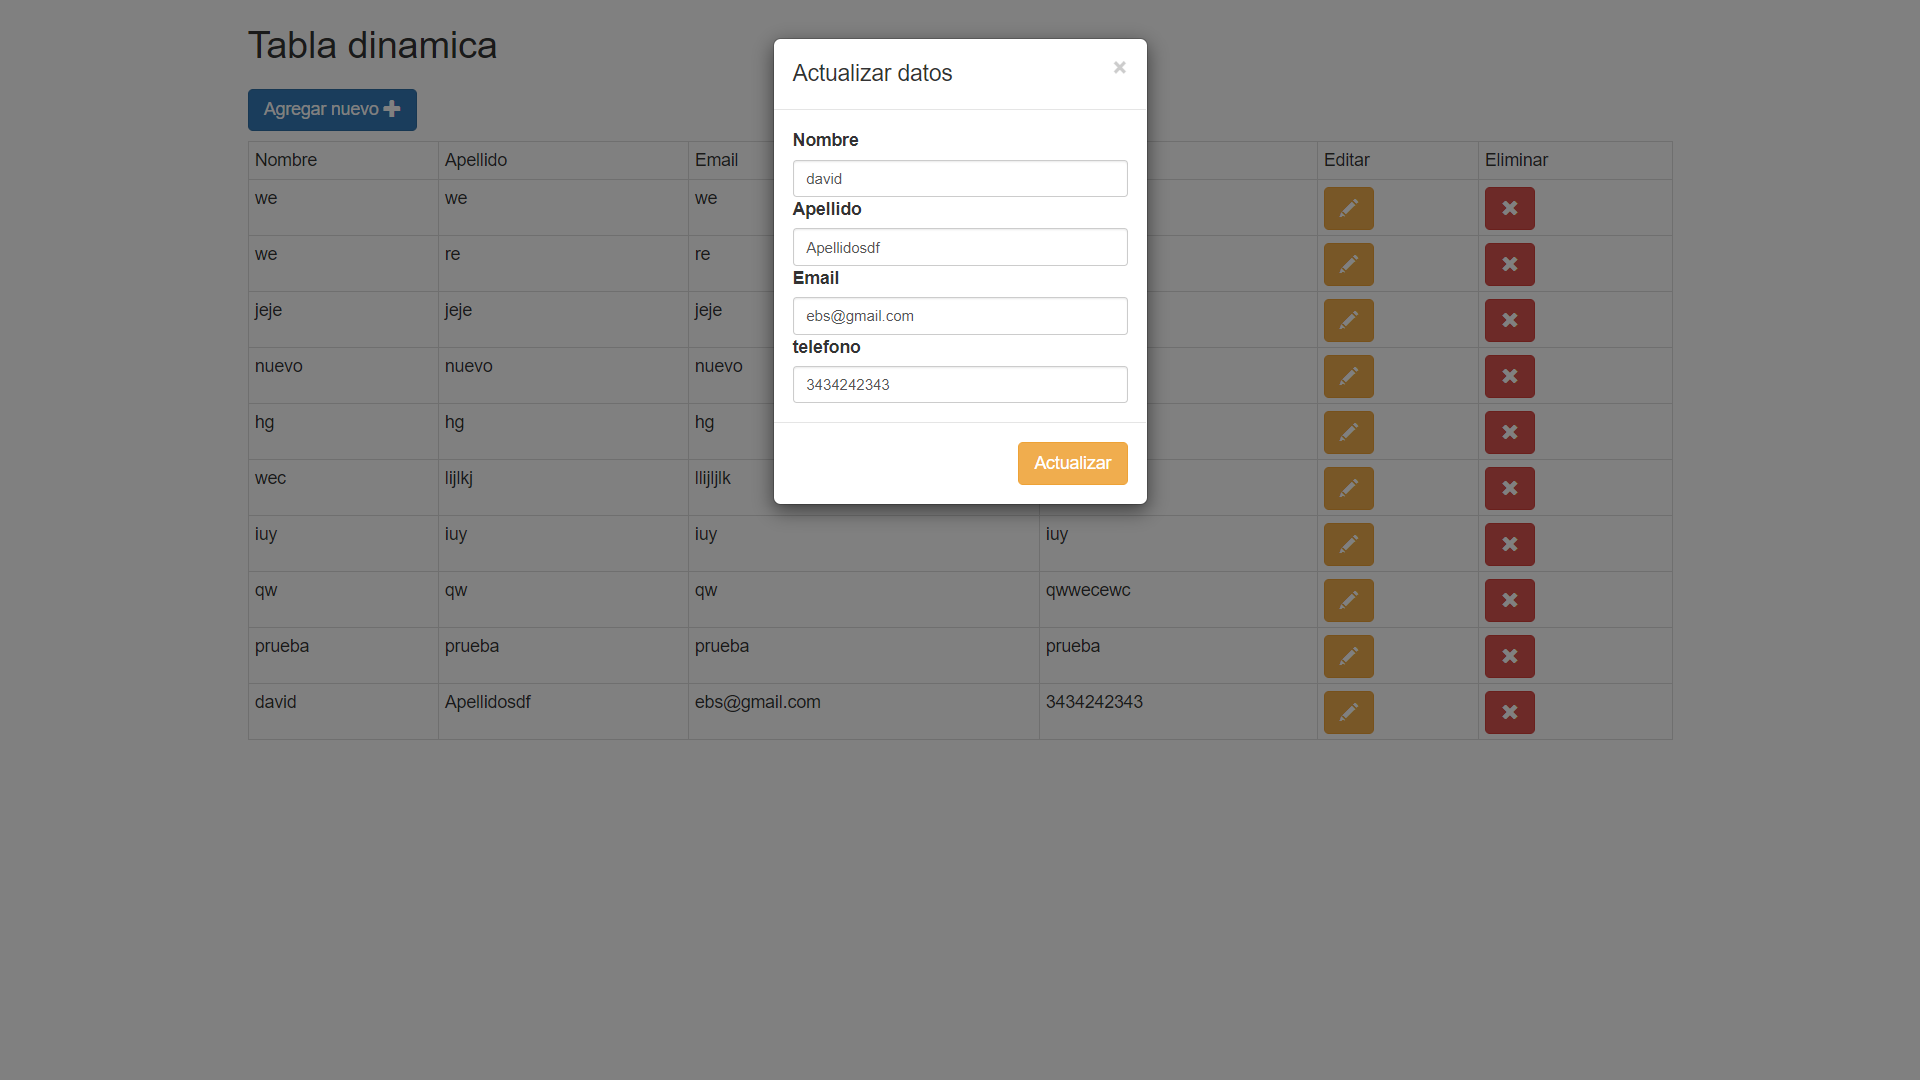 Tabla dinamica
Agregar nuevo
Actualizar datos
×
Nombre
david
Apellido
Apellidosdf
Email
ebs@gmail.com
telefono
3434242343
Actualizar
Nombre Apellido Email Editar Eliminar
we we we
we re re
jeje jeje jeje
nuevo nuevo nuevo
hg hg hg
wec lijlkj llijljlk
iuy iuy iuy iuy
qw qw qw qwwecewc
prueba prueba prueba prueba
david Apellidosdf ebs@gmail.com 3434242343